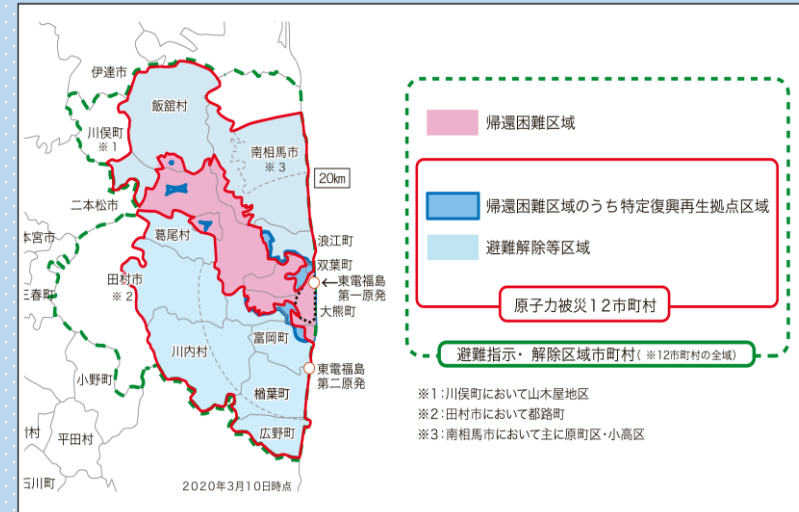 伊達市
飯舘村
川俣町
※1
南相馬市
※3
20km
二本松市
本宮市
葛尾村
浪江町
双葉町
東電福島
第一原発
田村市
※2
三春町
大熊町
富岡町
川内村
東電福島
第二原発
小野町
楢葉町
平田村
広野町
石川町
2020年3月10日時点
帰還困難区域
帰還困難区域のうち特定復興再生拠点区域
避難解除等区域
原子力被災12市町村
避難指示・解除区域市町村(※12市町村の全域)
※1:川俣町において山木屋地区
※2:田村市において都路町
※3:南相馬市において主に原町区・小高区